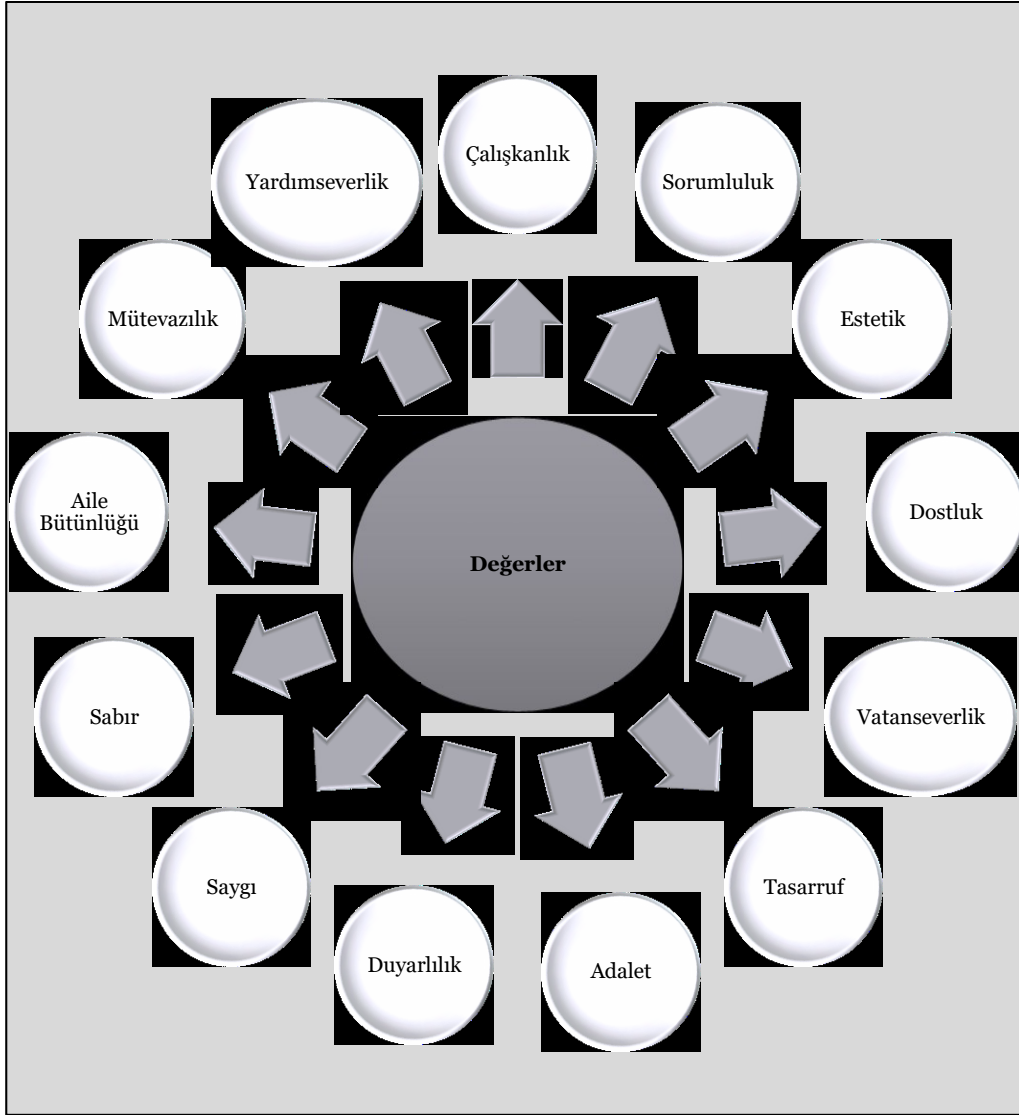 Çalışkanlık
Sorumluluk
Estetik
Dostluk
Vatanseverlik
Tasarruf
Adalet
Duyarlılık
Saygı
Sabır
Aile
Bütünlüğü
Mütevazılık
Yardımseverlik
Değerler